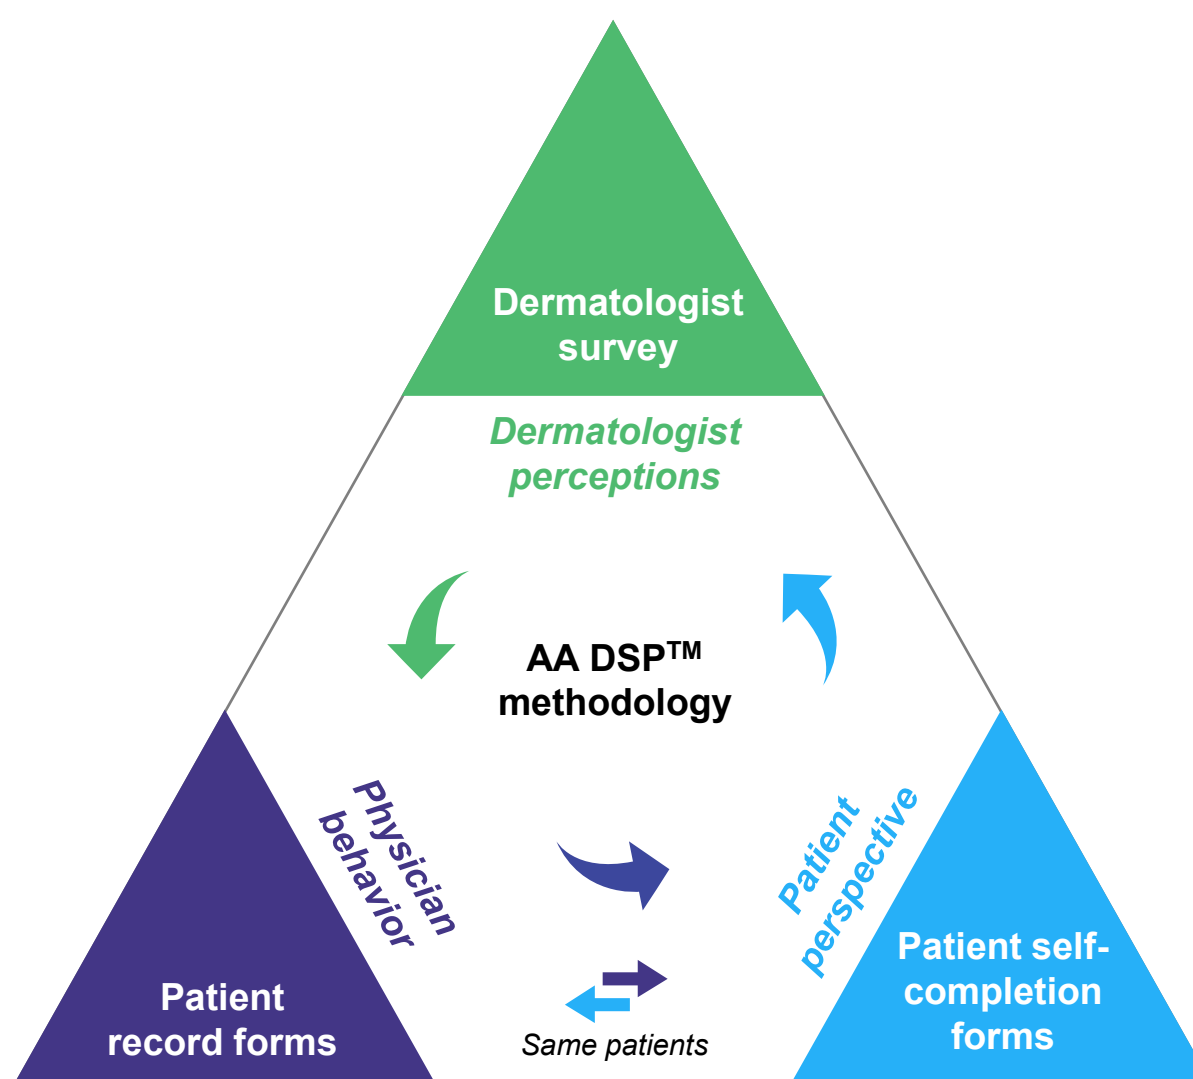 Dermatologist
survey
Dermatologist
perceptions
AA DSP™
methodology
Physician
behavior
Patient
perspective
Patient
record forms
Same patients
Patient self-
completion
forms